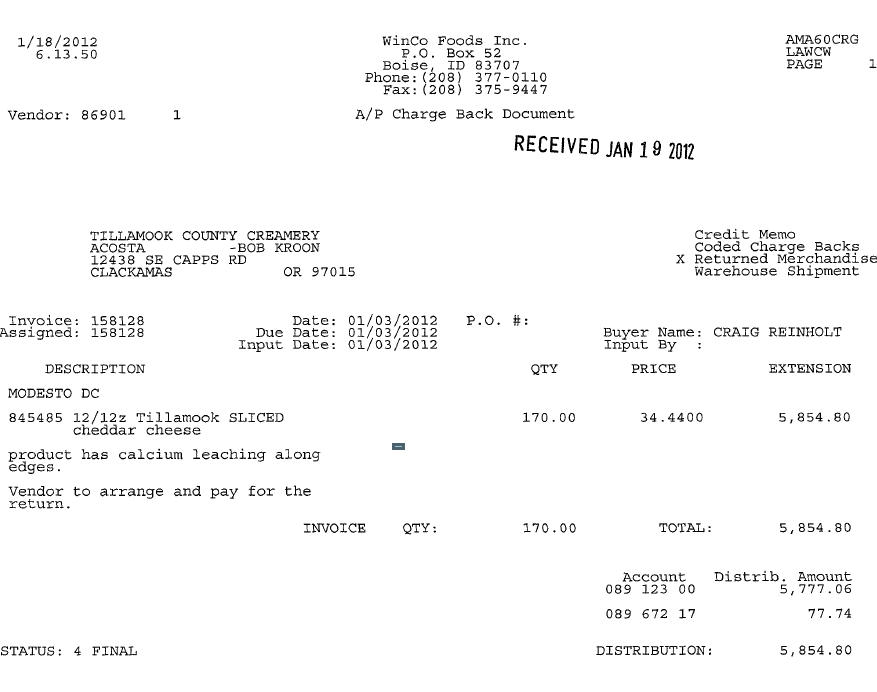 1/18/2012 WinCo Foods Inc. AMA60CRG
6.13.50 P.O. Box 52 LAWCW
Boise, ID 83707 PAGE 1
Phone:(208) 377-0110
Fax:(208) 375-9447
Vendor: 86901 1 A/P Charge Back Document
RECEIVED JAN 19 2012
TILLAMOOK COUNTY CREAMERY Credit Memo
ACOSTA -BOB KROON Coded Charge Backs
12438 SE CAPPS RD X Returned Merchandise
CLACKAMAS OR 97015 Warehouse Shipment
Invoice: 158128 Date: 01/03/2012 P.O. #:
Assigned: 158128 Due Date: 01/03/2012 Buyer Name: CRAIG REINHOLT
Input Date: 01/03/2012 Input By :
DESCRIPTION QTY PRICE EXTENSION
MODESTO DC
845485 12/12z Tillamook SLICED 170.00 34.4400 5,854.80
cheddar cheese
product has calcium leaching along
edges.
Vendor to arrange and pay for the
return.
INVOICE QTY: 170.00 TOTAL: 5,854.80
Account Distrib. Amount
089 123 00 5,777.06
089 672 17 77.74
STATUS: 4 FINAL DISTRIBUTION: 5,854.80